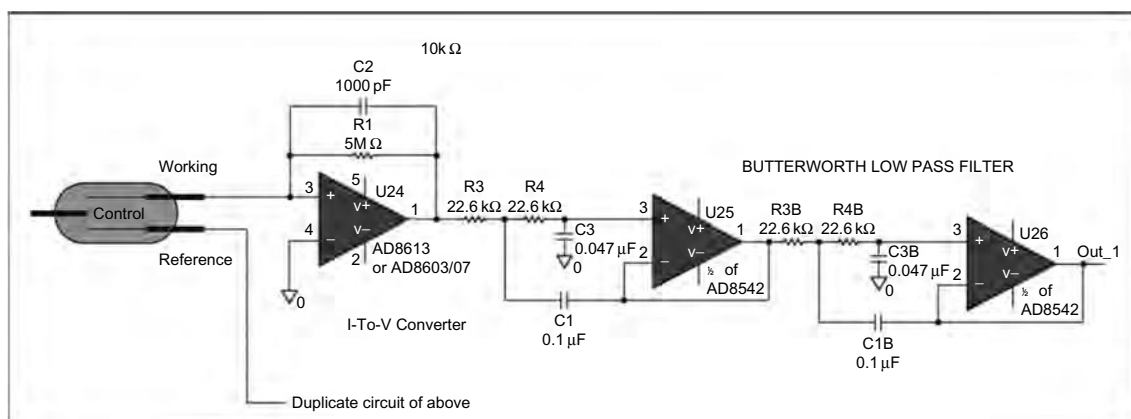 10k Ω
C2
1000 pF
R1
5M Ω
Working
Control
Reference
3
+
5
U24
V+
4
−
V−
2
1
AD8613
or AD8603/07
0
I-To-V Converter
R3
22.6 kΩ
R4
22.6 kΩ
C3
0.047 µF
0
C1
0.1 µF
BUTTERWORTH LOW PASS FILTER
3
+
V+
U25
1
2
−
V−
½ of
AD8542
R3B
22.6 kΩ
R4B
22.6 kΩ
C3B
0.047 µF
0
C1B
0.1 µF
3
+
V+
U26
1
Out_1
2
−
V−
½ of
AD8542
Duplicate circuit of above